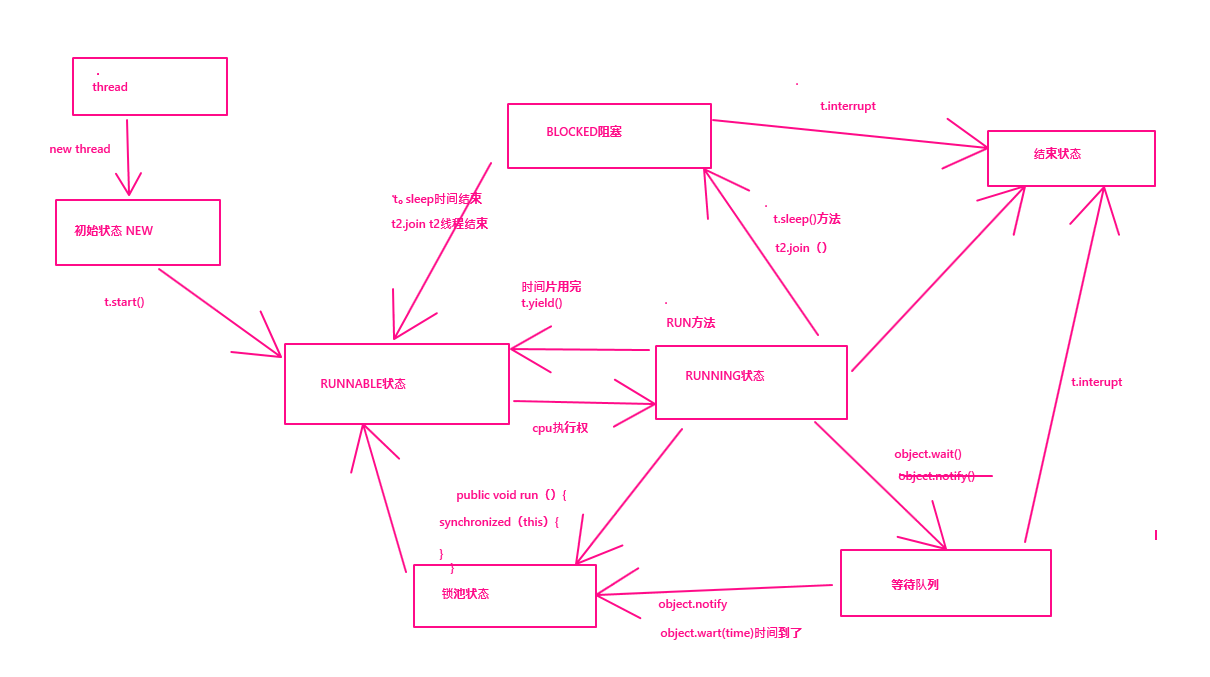 thread
new thread
初始状态 NEW
t.start()
BLOCKED阻塞
t.interrupt
结束状态
't。sleep时间结束
t2.join t2线程结束
t.sleep()方法
t2.join（）
时间片用完
t.yield()
RUN方法
RUNNABLE状态
RUNNING状态
t.interupt
cpu执行权
object.wait()
object.notify()
public void run（）{
synchronized（this）{
}
}
锁池状态
等待队列
object.notify
object.wart(time)时间到了